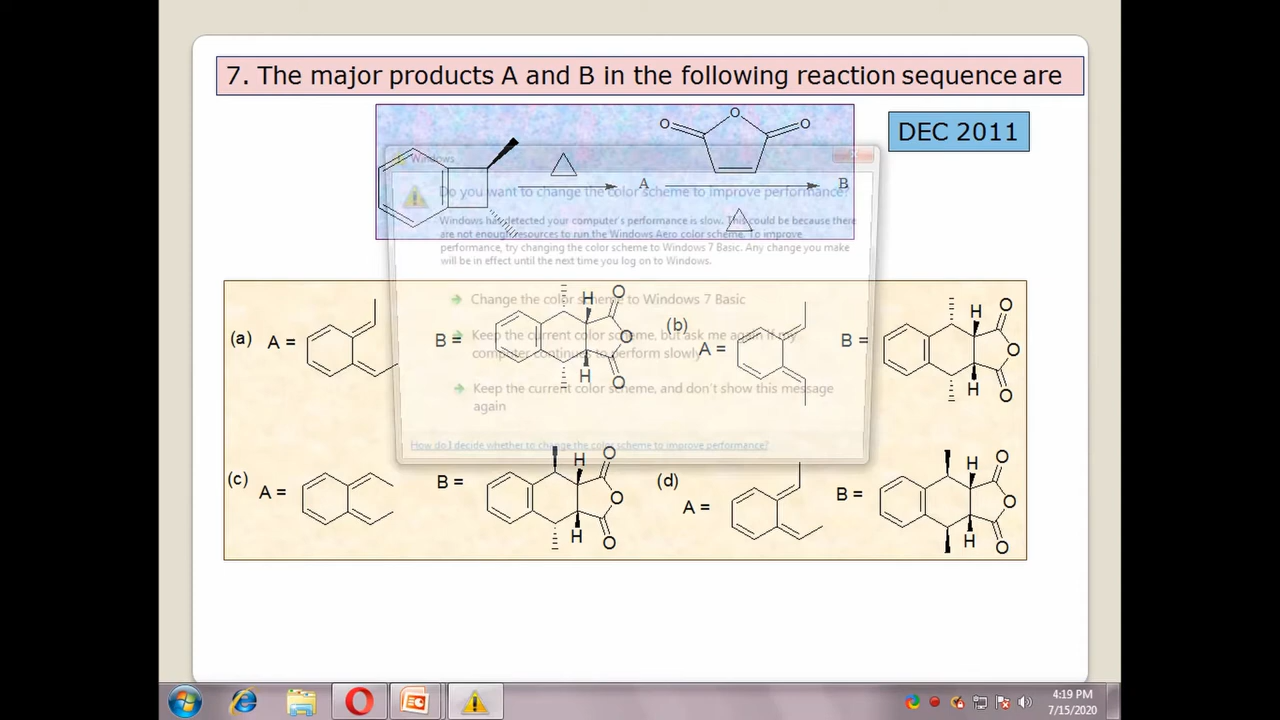 7. The major products A and B in the following reaction sequence are
DEC 2011
O
O O
A B
Windows
Do you want to change the color scheme to improve performance?
Windows has detected your computer's performance is slow. This could be because there
are not enough resources to run the Windows Aero color scheme. To improve
performance, try changing the color scheme to Windows 7 Basic. Any change you make
will be in effect until the next time you log on to Windows.
Change the color scheme to Windows 7 Basic
Keep the current color scheme, but ask me again if my
computer continues to perform slowly
Keep the current color scheme, and don't show this message
again
How do I decide whether to change the color scheme to improve performance?
(a) A = B = H H O O O
(b) A = B = H H O O O
(c) A = B = H H O O O
(d) A = B = H H O O O
4:19 PM
7/15/2020